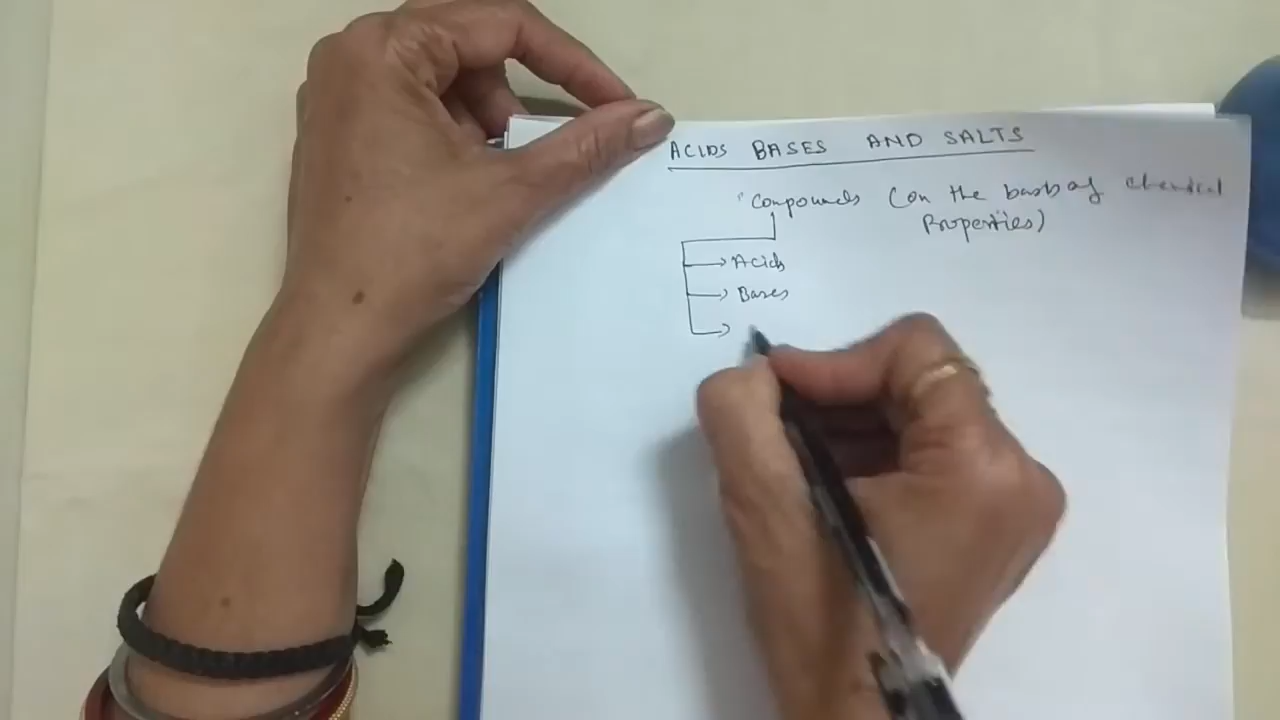 ACIDS BASES AND SALTS
Compounds (on the basis of chemical
Properties)
Acids
Bases